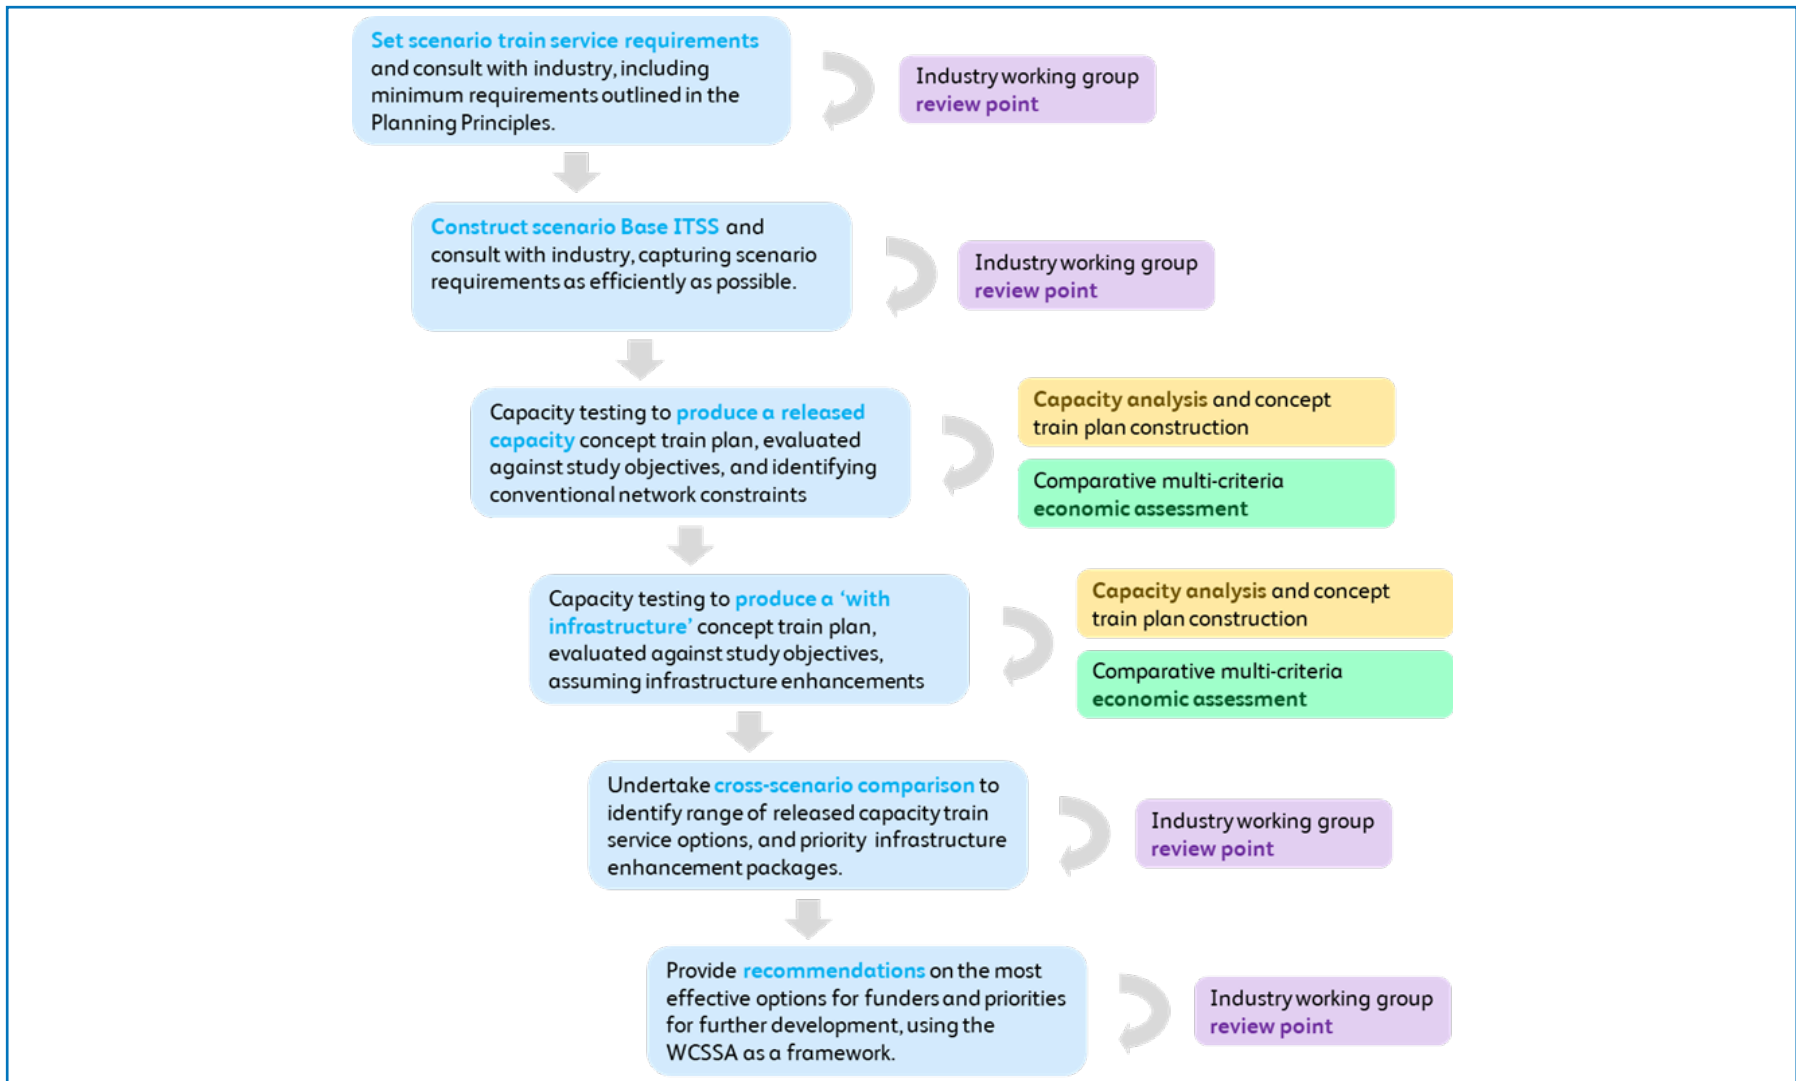 Set scenario train service requirements
and consult with industry, including
minimum requirements outlined in the
Planning Principles.
Industry working group
review point
Construct scenario Base ITSS and
consult with industry, capturing scenario
requirements as efficiently as possible.
Industry working group
review point
Capacity testing to produce a released
capacity concept train plan, evaluated
against study objectives, and identifying
conventional network constraints
Capacity analysis and concept
train plan construction
Comparative multi-criteria
economic assessment
Capacity testing to produce a ‘with
infrastructure’ concept train plan,
evaluated against study objectives,
assuming infrastructure enhancements
Capacity analysis and concept
train plan construction
Comparative multi-criteria
economic assessment
Undertake cross-scenario comparison to
identify range of released capacity train
service options, and priority infrastructure
enhancement packages.
Industry working group
review point
Provide recommendations on the most
effective options for funders and priorities
for further development, using the
WCSSA as a framework.
Industry working group
review point